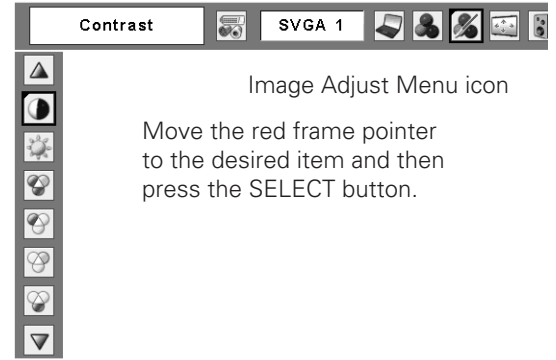 Contrast
SVGA 1
Image Adjust Menu icon
Move the red frame pointer
to the desired item and then
press the SELECT button.